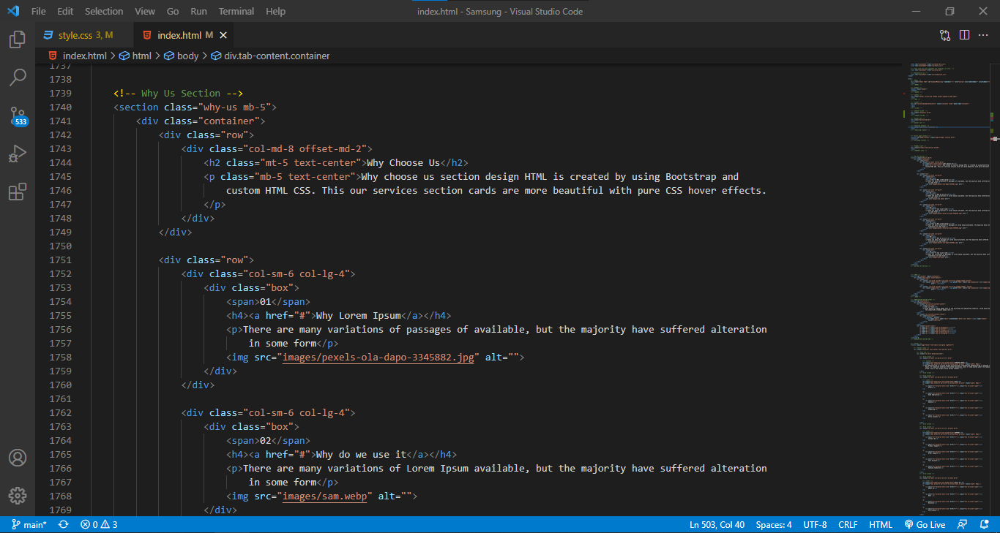 File Edit Selection View Go Run Terminal Help index.html - Samsung - Visual Studio Code
style.css 3, M index.html M
index.html > html > body > div.tab-content.container
1737
1738
1739 <!-- Why Us Section -->
1740 <section class="why-us mb-5">
1741 <div class="container">
1742 <div class="row">
1743 <div class="col-md-8 offset-md-2">
1744 <h2 class="mt-5 text-center">Why Choose Us</h2>
1745 <p class="mb-5 text-center">Why choose us section design HTML is created by using Bootstrap and
1746 custom HTML CSS. This our services section cards are more beautiful with pure CSS hover effects.
1747 </p>
1748 </div>
1749 </div>
1750
1751 <div class="row">
1752 <div class="col-sm-6 col-lg-4">
1753 <div class="box">
1754 <span>01</span>
1755 <h4><a href="#">Why Lorem Ipsum</a></h4>
1756 <p>There are many variations of passages of available, but the majority have suffered alteration
1757 in some form</p>
1758 <img src="images/pexels-ola-dapo-3345882.jpg" alt="">
1759 </div>
1760 </div>
1761
1762 <div class="col-sm-6 col-lg-4">
1763 <div class="box">
1764 <span>02</span>
1765 <h4><a href="#">Why do we use it</a></h4>
1766 <p>There are many variations of Lorem Ipsum available, but the majority have suffered alteration
1767 in some form</p>
1768 <img src="images/sam.webp" alt="">
1769 </div>
533
main* 0 3 Ln 503, Col 40 Spaces: 4 UTF-8 CRLF HTML Go Live